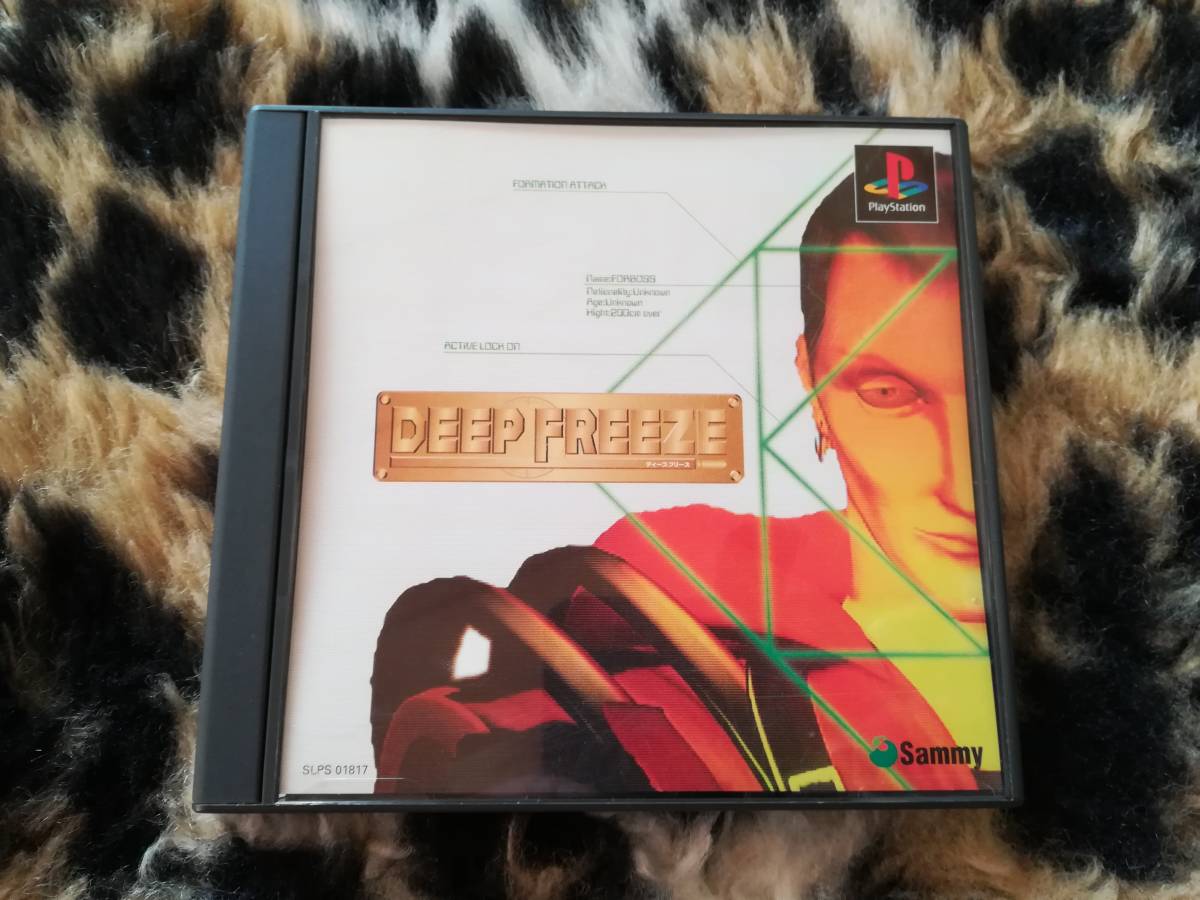 PlayStation
FORMATION ATTACK
Name:FORBOSS
Nationality:Unknown
Age:Unknown
Hight:200cm over
ACTIVE LOCK ON
DEEP FREEZE
ディープフリーズ
SLPS 01817
Sammy